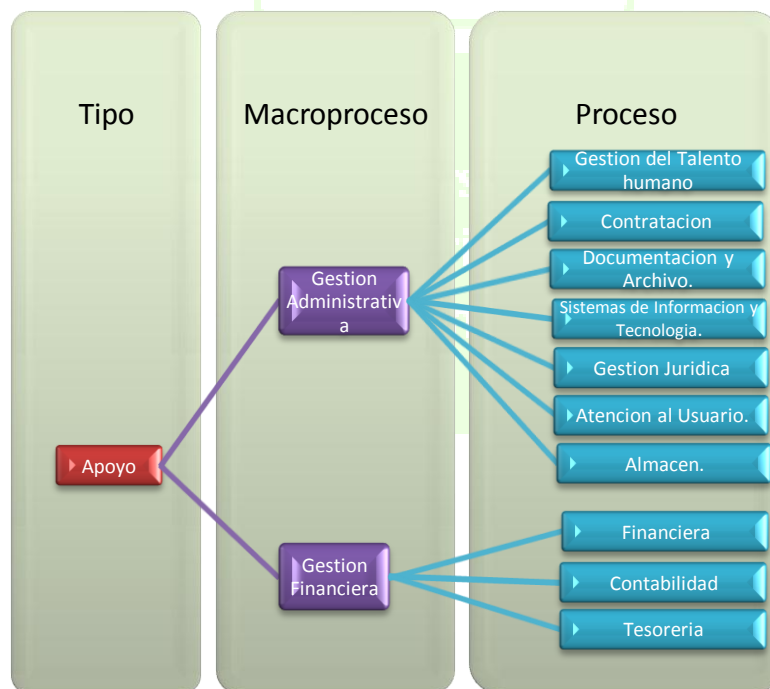 Tipo
Macroproceso
Proceso
Gestion del Talento
humano
Contratacion
Documentacion y
Archivo.
Sistemas de Informacion y
Tecnologia.
Gestion Juridica
Atencion al Usuario.
Almacen.
Gestion
Administrativ
a
Apoyo
Gestion
Financiera
Financiera
Contabilidad
Tesoreria